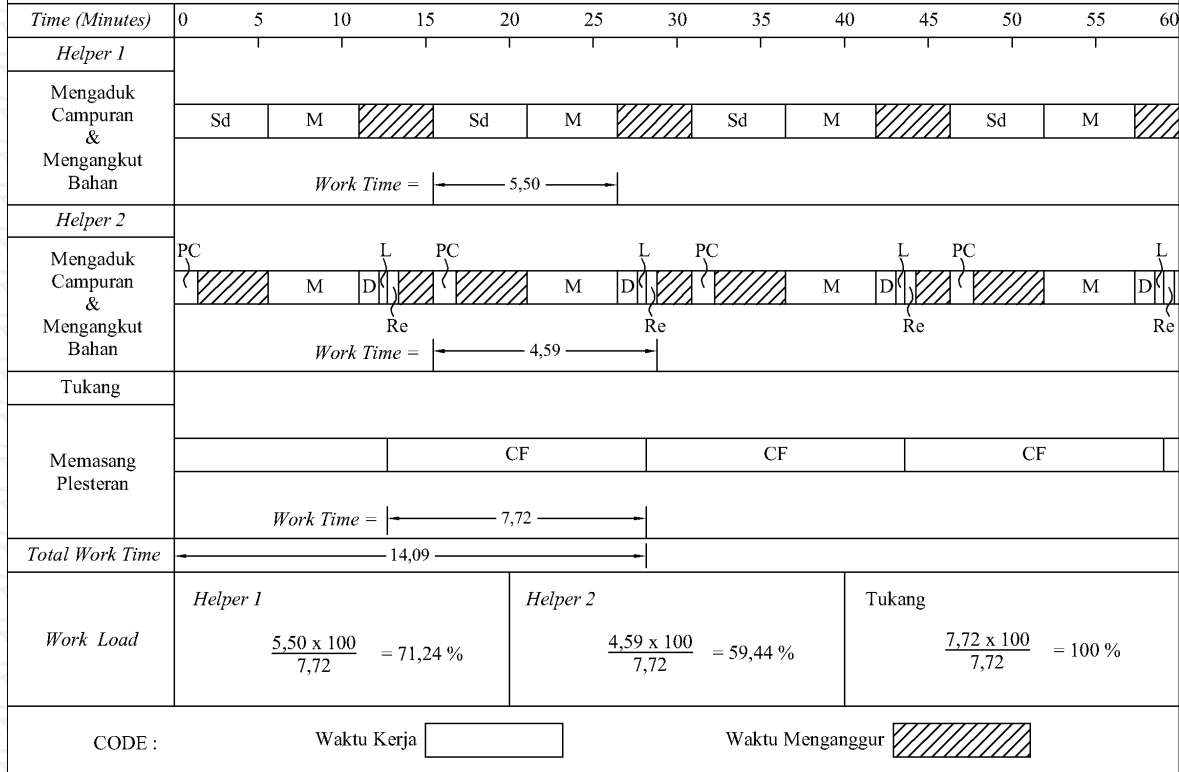 Time (Minutes) 0 5 10 15 20 25 30 35 40 45 50 55 60
Helper 1
Mengaduk
Campuran
&
Mengangkut
Bahan
Sd M Sd M Sd M Sd M
Work Time = 5,50
Helper 2
Mengaduk
Campuran
&
Mengangkut
Bahan
PC L PC L PC L PC L
M D M D M D M D
Re Re Re Re
Work Time = 4,59
Tukang
Memasang
Plesteran
CF CF CF
Work Time = 7,72
Total Work Time 14,09
Work Load
Helper 1
5,50 x 100
7,72
= 71,24 %
Helper 2
4,59 x 100
7,72
= 59,44 %
Tukang
7,72 x 100
7,72
= 100 %
CODE : Waktu Kerja Waktu Menganggur